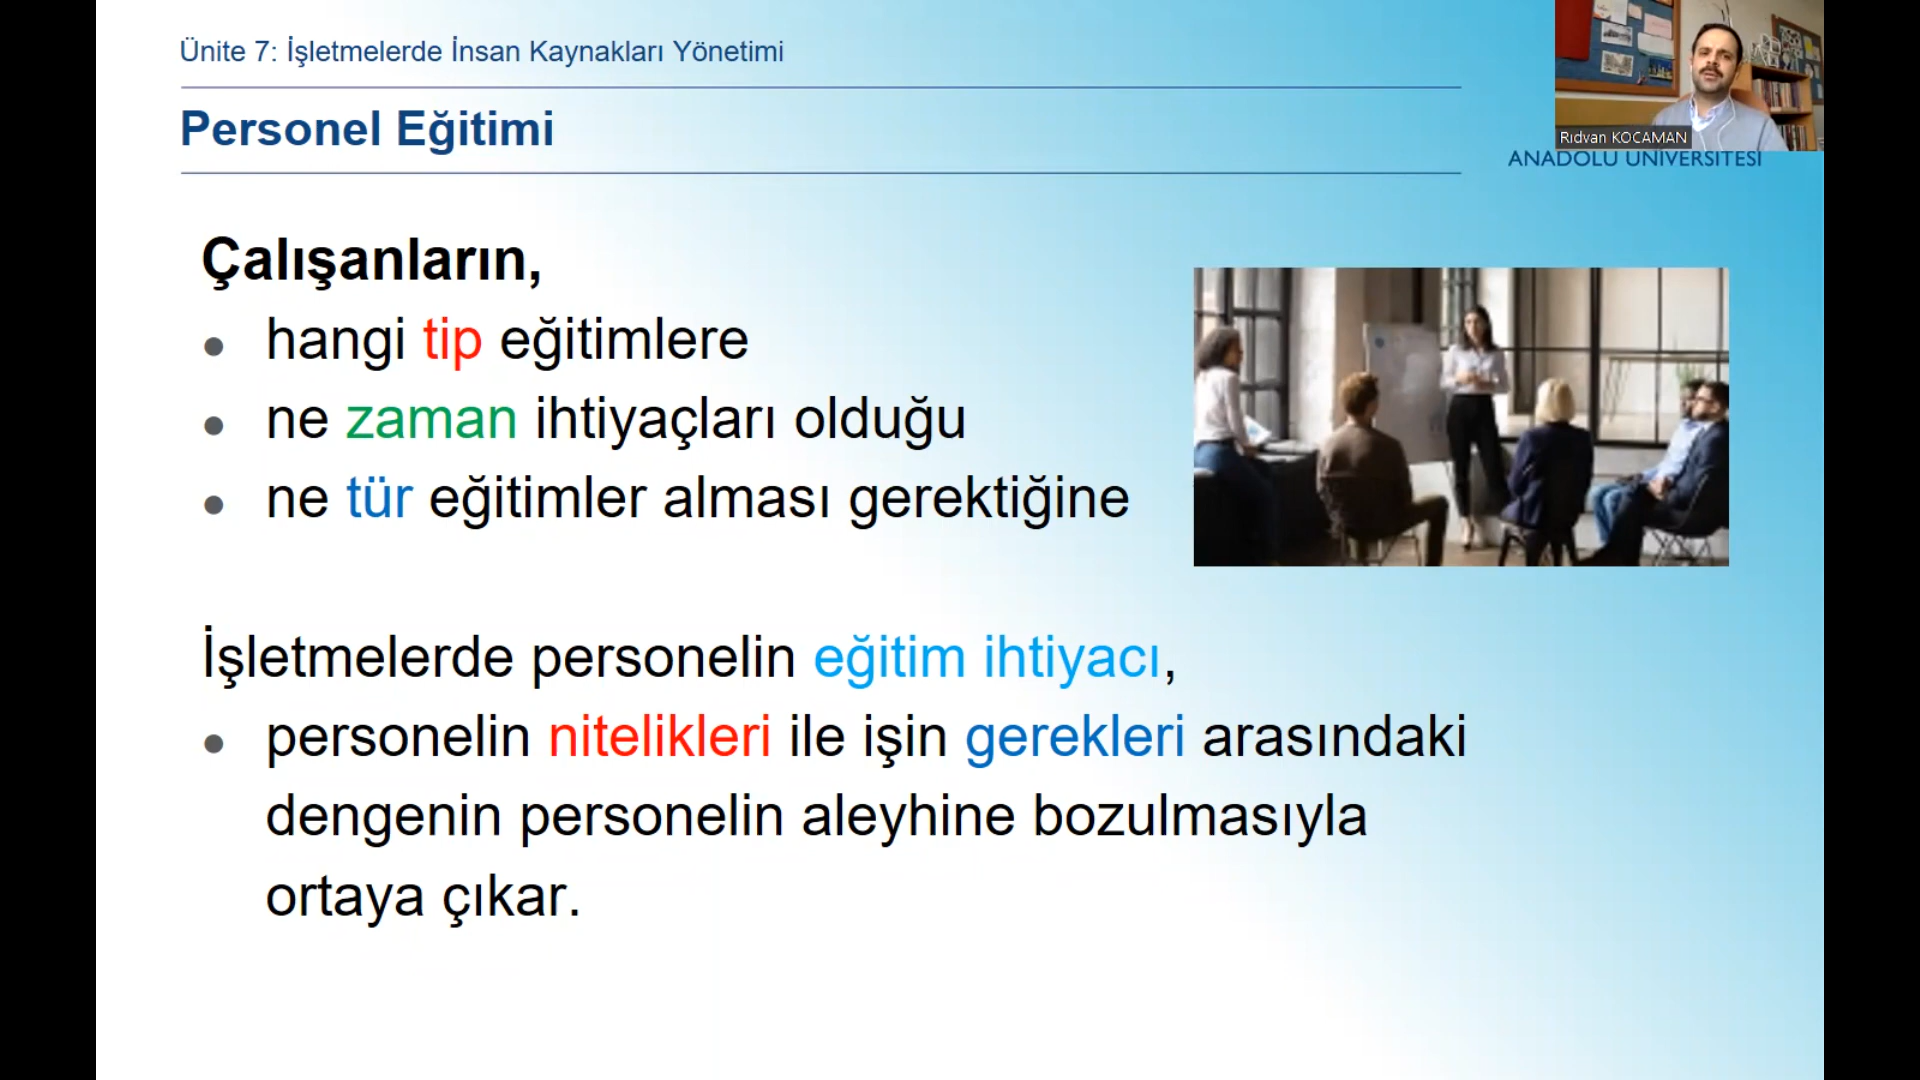 Ünite 7: İşletmelerde İnsan Kaynakları Yönetimi
Personel Eğitimi
Rıdvan KOCAMAN
ANADOLU ÜNİVERSİTESİ
Çalışanların,
hangi tip eğitimlere
ne zaman ihtiyaçları olduğu
ne tür eğitimler alması gerektiğine
İşletmelerde personelin eğitim ihtiyacı,
personelin nitelikleri ile işin gerekleri arasındaki
dengenin personelin aleyhine bozulmasıyla
ortaya çıkar.